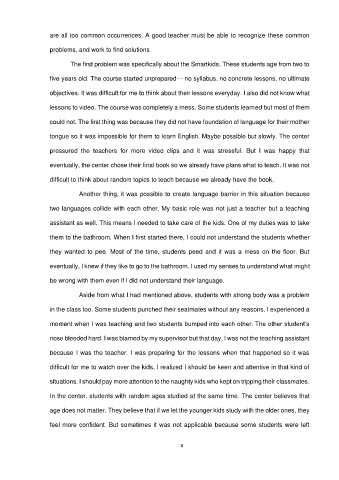 are all too common occurrences. A good teacher must be able to recognize these common
problems, and work to find solutions.
The first problem was specifically about the Smartkids. These students age from two to
five years old. The course started unprepared— no syllabus, no concrete lessons, no ultimate
objectives. It was difficult for me to think about their lessons everyday. I also did not know what
lessons to video. The course was completely a mess. Some students learned but most of them
could not. The first thing was because they did not have foundation of language for their mother
tongue so it was impossible for them to learn English. Maybe possible but slowly. The center
pressured the teachers for more video clips and it was stressful. But I was happy that
eventually, the center chose their final book so we already have plans what to teach. It was not
difficult to think about random topics to teach because we already have the book.
Another thing, it was possible to create language barrier in this situation because
two languages collide with each other. My basic role was not just a teacher but a teaching
assistant as well. This means I needed to take care of the kids. One of my duties was to take
them to the bathroom. When I first started there, I could not understand the students whether
they wanted to pee. Most of the time, students peed and it was a mess on the floor. But
eventually, I knew if they like to go to the bathroom. I used my senses to understand what might
be wrong with them even if I did not understand their language.
Aside from what I had mentioned above, students with strong body was a problem
in the class too. Some students punched their seatmates without any reasons. I experienced a
moment when I was teaching and two students bumped into each other. The other student's
nose bleeded hard. I was blamed by my supervisor but that day, I was not the teaching assistant
because I was the teacher. I was preparing for the lessons when that happened so it was
difficult for me to watch over the kids. I realized I should be keen and attentive in that kind of
situations. I should pay more attention to the naughty kids who kept on tripping their classmates.
In the center, students with random ages studied at the same time. The center believes that
age does not matter. They believe that if we let the younger kids study with the older ones, they
feel more confident. But sometimes it was not applicable because some students were left